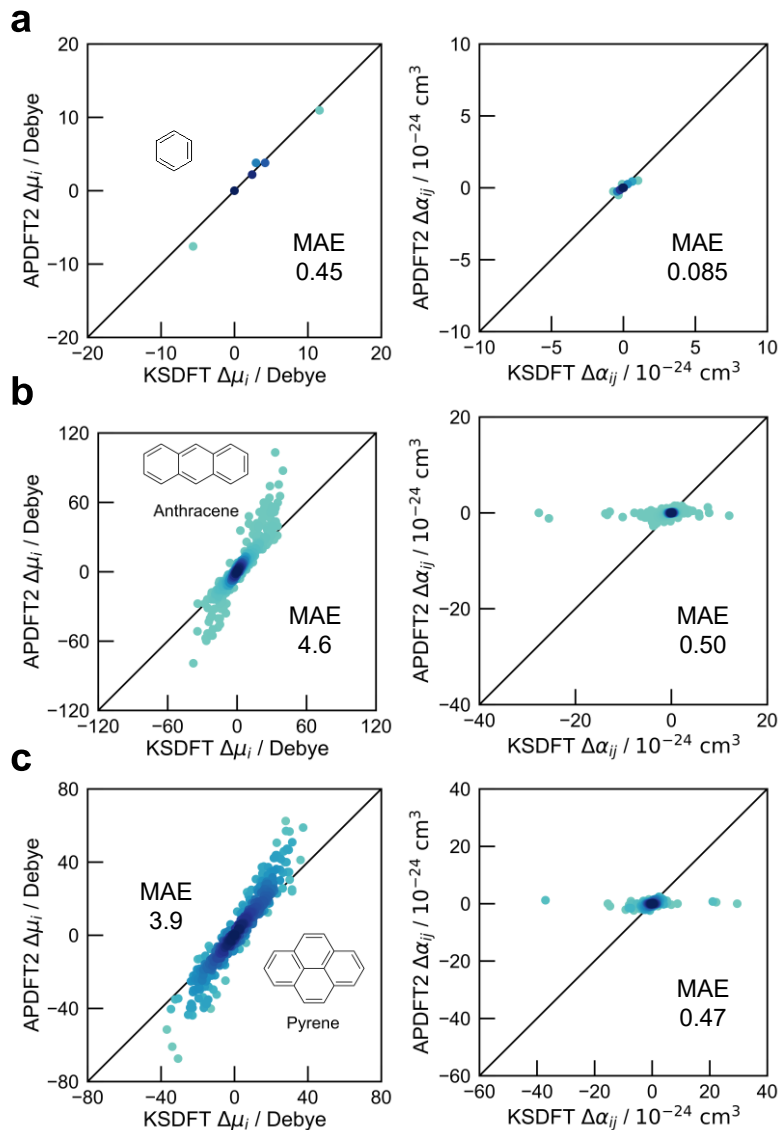 a
20
10
0
−10
−20
−20
−10
0
10
20
APDFT2 Δμi / Debye
KSDFT Δμi / Debye
MAE
0.45
10
5
0
−5
−10
−10
−5
0
5
10
APDFT2 Δαij / 10−24 cm3
KSDFT Δαij / 10−24 cm3
MAE
0.085
b
120
60
0
−60
−120
−120
−60
0
60
120
APDFT2 Δμi / Debye
KSDFT Δμi / Debye
Anthracene
MAE
4.6
20
0
−20
−40
−40
−20
0
20
APDFT2 Δαij / 10−24 cm3
KSDFT Δαij / 10−24 cm3
MAE
0.50
c
80
40
0
−40
−80
−80
−40
0
40
80
APDFT2 Δμi / Debye
KSDFT Δμi / Debye
MAE
3.9
Pyrene
40
20
0
−20
−40
−60
−60
−40
−20
0
20
40
APDFT2 Δαij / 10−24 cm3
KSDFT Δαij / 10−24 cm3
MAE
0.47